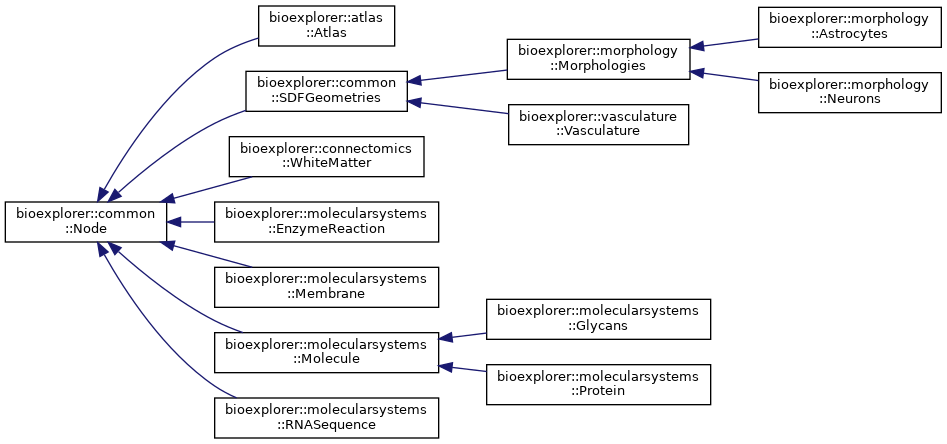 bioexplorer::common
::Node
bioexplorer::atlas
::Atlas
bioexplorer::common
::SDFGeometries
bioexplorer::connectomics
::WhiteMatter
bioexplorer::molecularsystems
::EnzymeReaction
bioexplorer::molecularsystems
::Membrane
bioexplorer::molecularsystems
::Molecule
bioexplorer::molecularsystems
::RNASequence
bioexplorer::morphology
::Morphologies
bioexplorer::vasculature
::Vasculature
bioexplorer::molecularsystems
::Glycans
bioexplorer::molecularsystems
::Protein
bioexplorer::morphology
::Astrocytes
bioexplorer::morphology
::Neurons